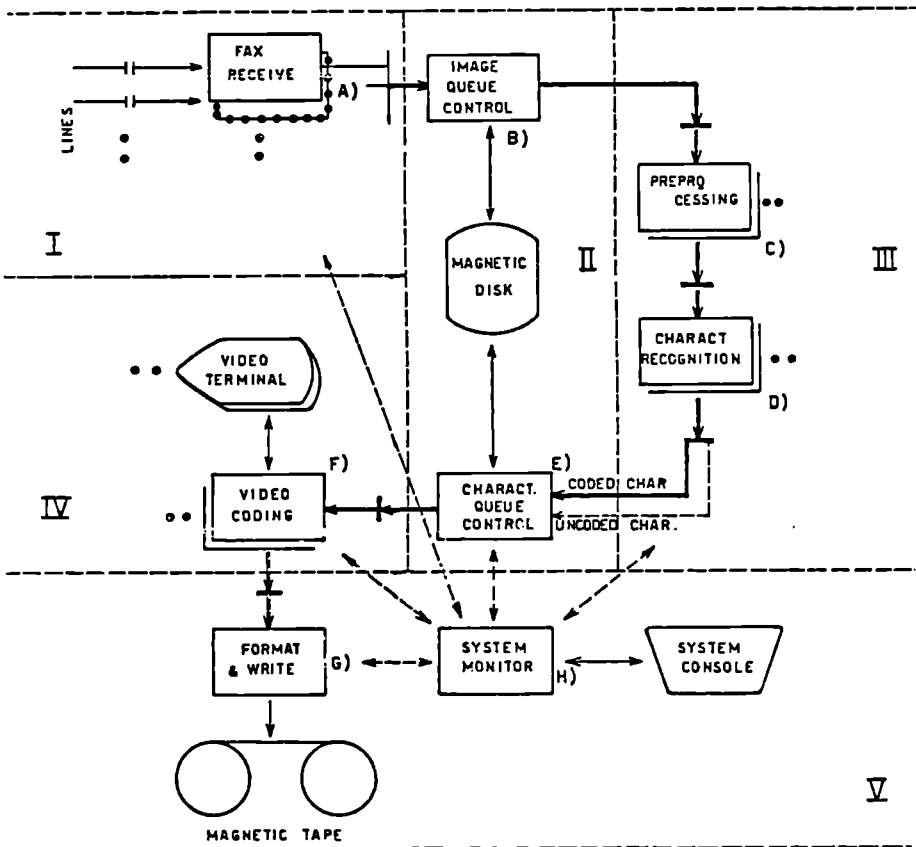 FAX
RECEIVE
A)
LINES
I
IMAGE
QUEUE
CONTROL
B)
MAGNETIC
DISK
II
PREPRO
CESSING
C)
III
CHARACT
RECOGNITION
D)
VIDEO
TERMINAL
F)
VIDEO
CODING
IV
E)
CHARACT.
QUEUE
CONTROL
CODED CHAR
UNCODED CHAR.
FORMAT
& WRITE
G)
SYSTEM
MONITOR
H)
SYSTEM
CONSOLE
MAGNETIC TAPE
V